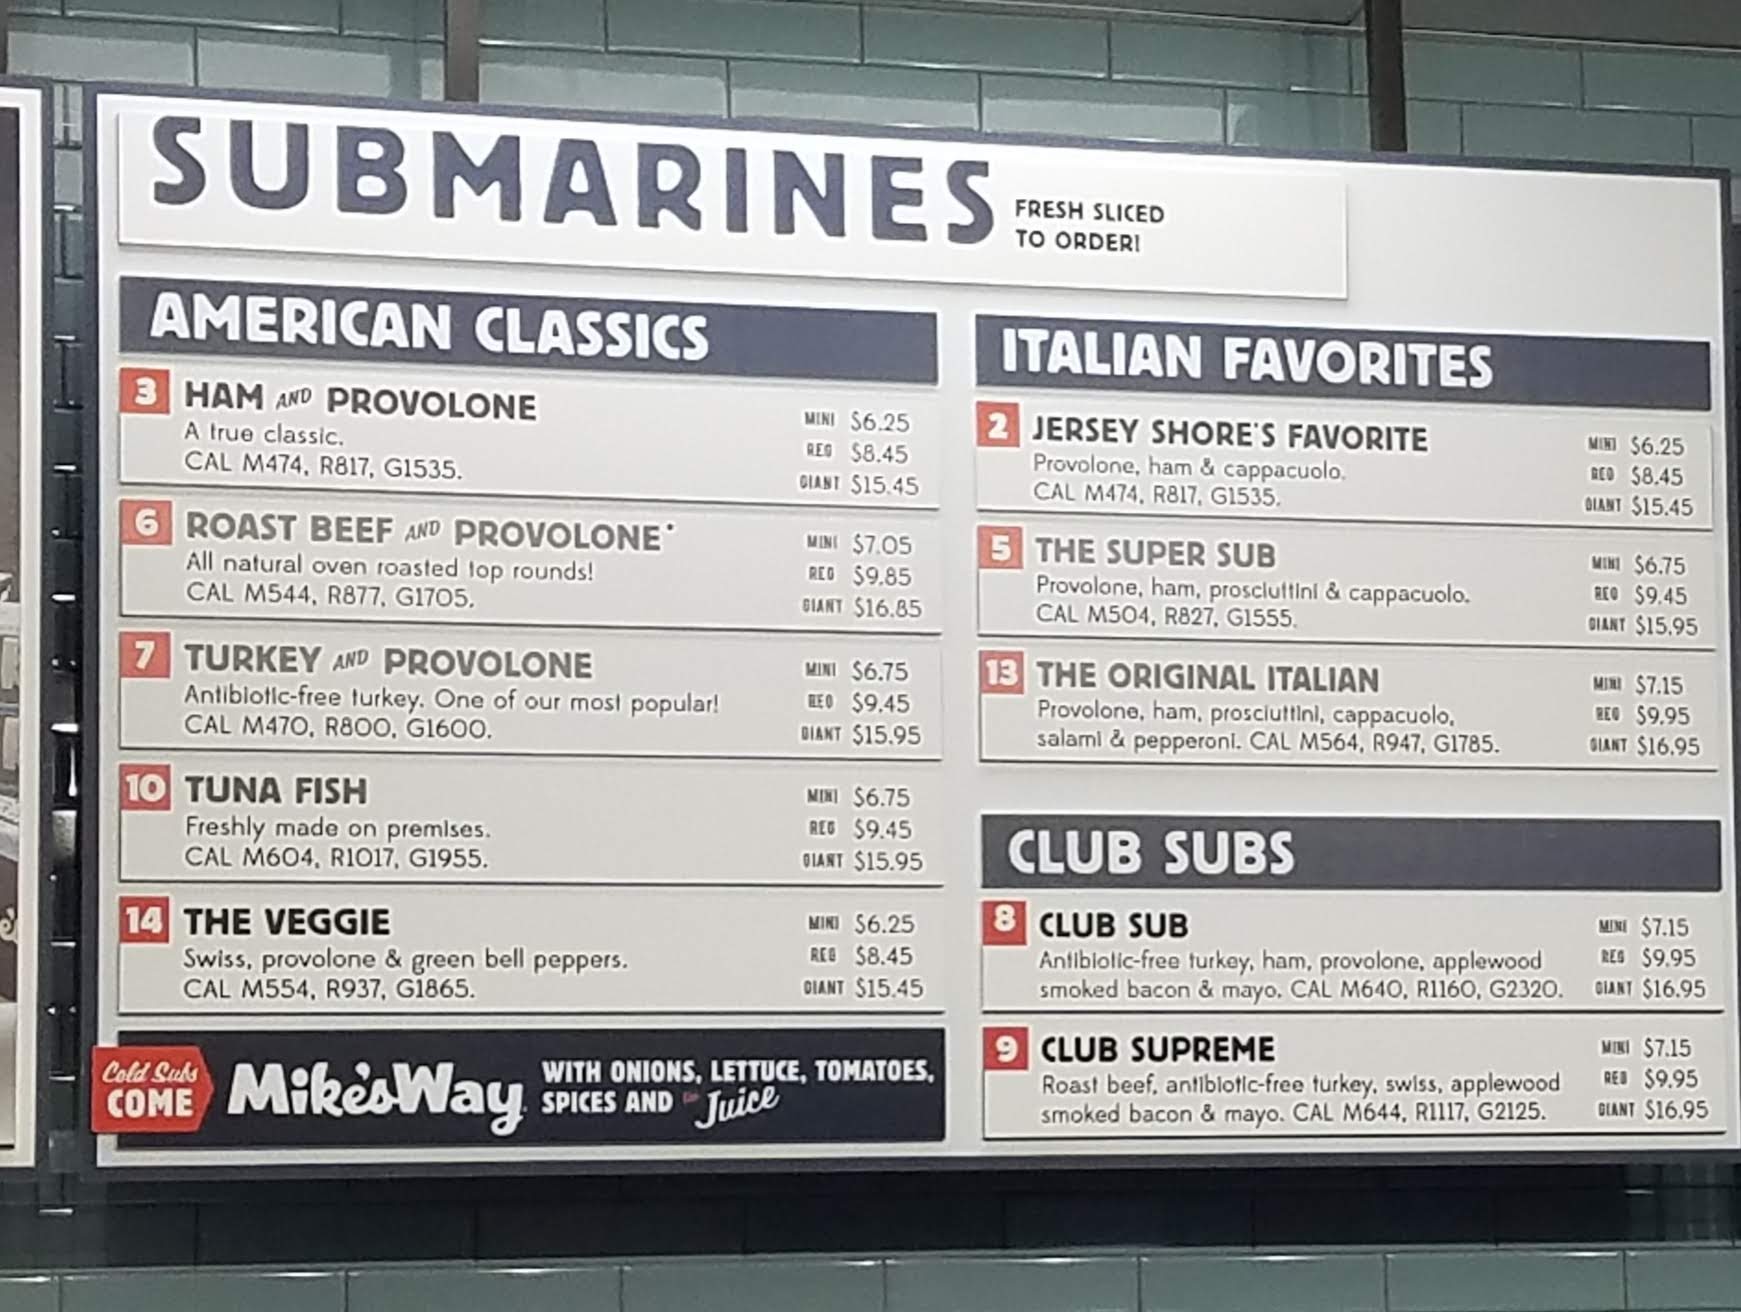 SUBMARINES
FRESH SLICED
TO ORDER!
AMERICAN CLASSICS
3 HAM AND PROVOLONE
A true classic.
CAL M474, R817, G1535.
MINI $6.25
REG $8.45
GIANT $15.45
6 ROAST BEEF AND PROVOLONE*
All natural oven roasted top rounds!
CAL M544, R877, G1705.
MINI $7.05
REG $9.85
GIANT $16.85
7 TURKEY AND PROVOLONE
Antibiotic-free turkey. One of our most popular!
CAL M470, R800, G1600.
MINI $6.75
REG $9.45
GIANT $15.95
10 TUNA FISH
Freshly made on premises.
CAL M604, R1017, G1955.
MINI $6.75
REG $9.45
GIANT $15.95
14 THE VEGGIE
Swiss, provolone & green bell peppers.
CAL M554, R937, G1865.
MINI $6.25
REG $8.45
GIANT $15.45
Cold Subs
COME
Mike's Way
WITH ONIONS, LETTUCE, TOMATOES,
SPICES AND Juice
ITALIAN FAVORITES
2 JERSEY SHORE'S FAVORITE
Provolone, ham & cappacuolo.
CAL M474, R817, G1535.
MINI $6.25
REG $8.45
GIANT $15.45
5 THE SUPER SUB
Provolone, ham, prosciuttini & cappacuolo.
CAL M504, R827, G1555.
MINI $6.75
REG $9.45
GIANT $15.95
13 THE ORIGINAL ITALIAN
Provolone, ham, prosciuttini, cappacuolo,
salami & pepperoni. CAL M564, R947, G1785.
MINI $7.15
REG $9.95
GIANT $16.95
CLUB SUBS
8 CLUB SUB
Antibiotic-free turkey, ham, provolone, applewood
smoked bacon & mayo. CAL M640, R1160, G2320.
MINI $7.15
REG $9.95
GIANT $16.95
9 CLUB SUPREME
Roast beef, antibiotic-free turkey, swiss, applewood
smoked bacon & mayo. CAL M644, R1117, G2125.
MINI $7.15
REG $9.95
GIANT $16.95